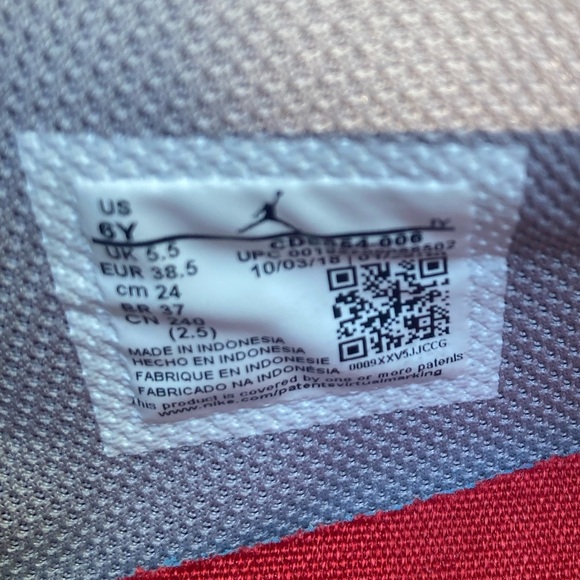 US
6Y
UK 5.5
EUR 38.5
cm 24
BR 37
CN 240
(2.5)
UPC
10/03/18
MADE IN INDONESIA
HECHO EN INDONESIA
FABRIQUE EN INDONESIE
FABRICADO NA INDONESIA
This product is covered by one or more patents
www.nike.com/patentsvirtualmarking